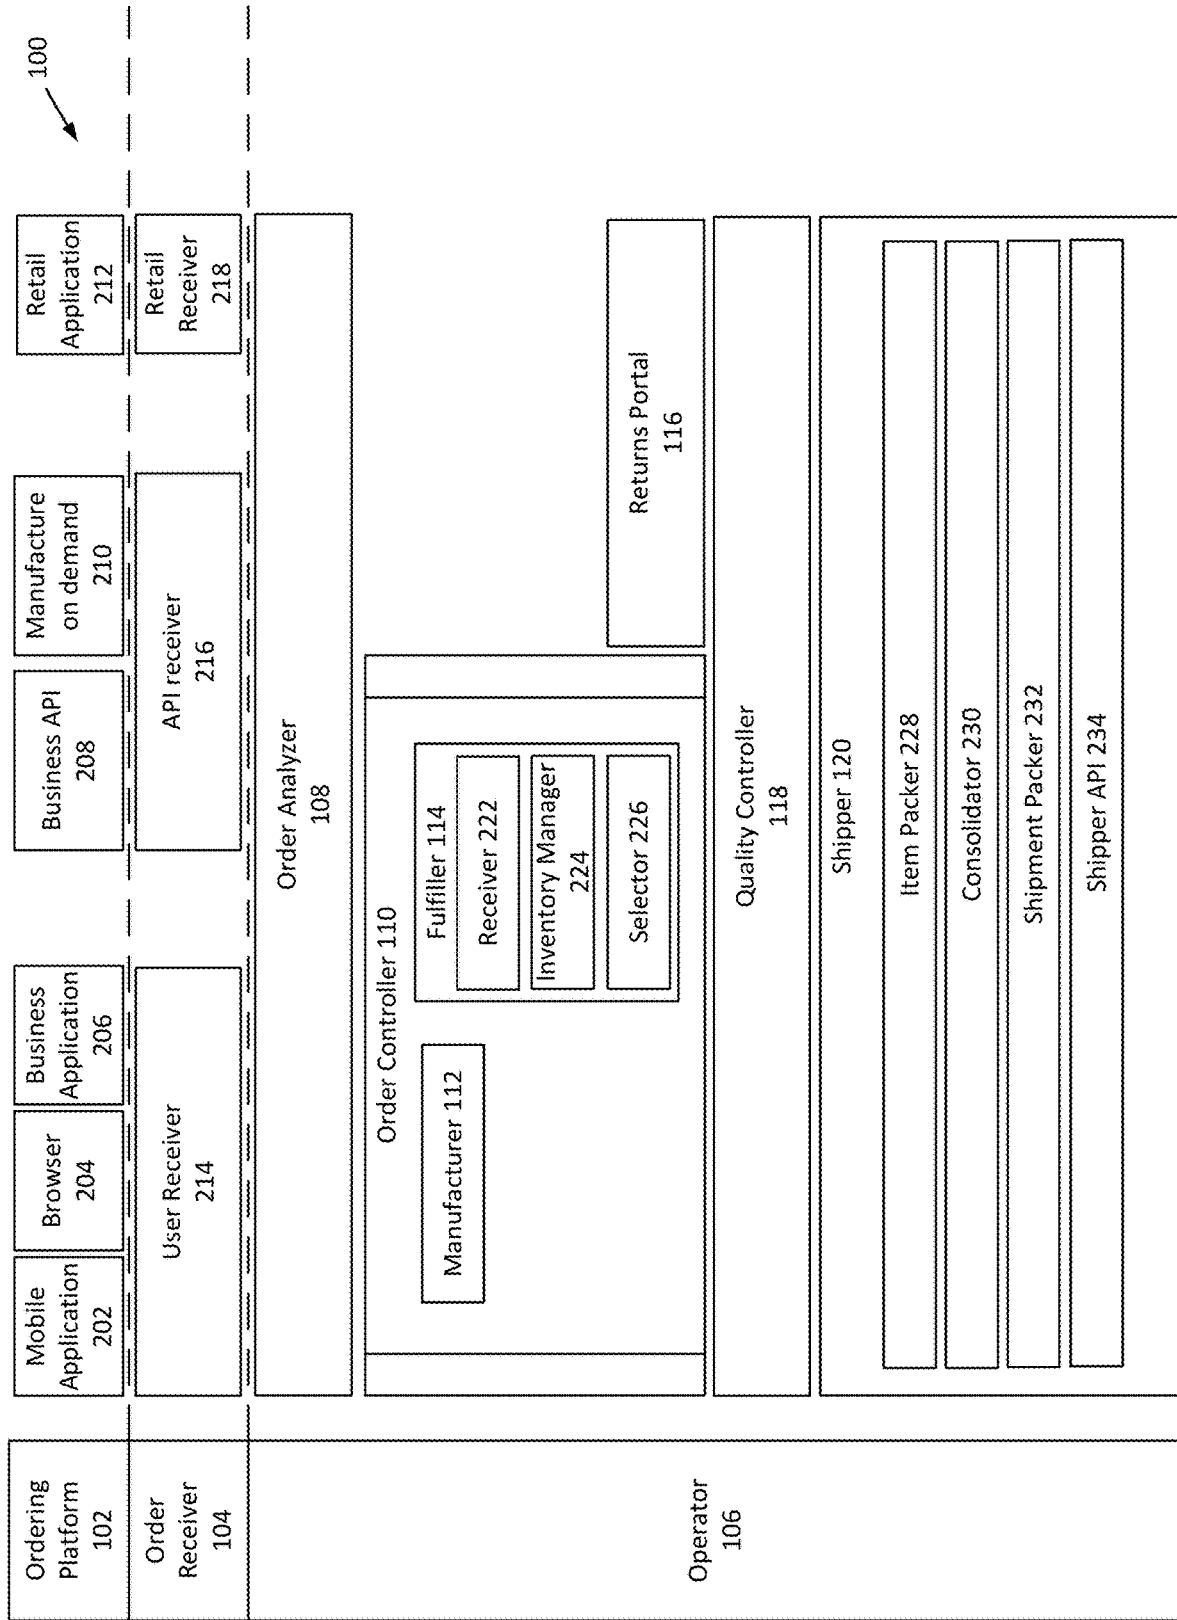 100
Ordering
Platform
102
Mobile
Application
202
Browser
204
Business
Application
206
Business API
208
Manufacture
on demand
210
Retail
Application
212
Order
Receiver
104
User Receiver
214
API receiver
216
Retail
Receiver
218
Operator
106
Order Analyzer
108
Order Controller 110
Manufacturer 112
Fulfiller 114
Receiver 222
Inventory Manager
224
Selector 226
Returns Portal
116
Quality Controller
118
Shipper 120
Item Packer 228
Consolidator 230
Shipment Packer 232
Shipper API 234